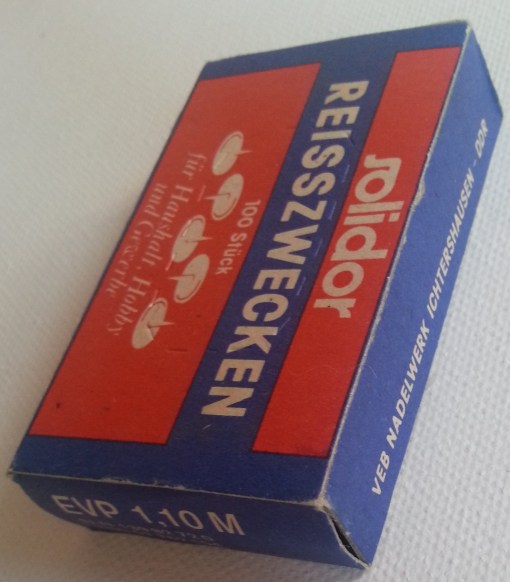 solidor
REISSZWECKEN
100 Stück
für Haushalt, Hobby
und Gewerbe
VEB NADELWERK ICHTERSHAUSEN - DDR
EVP 1,10 M